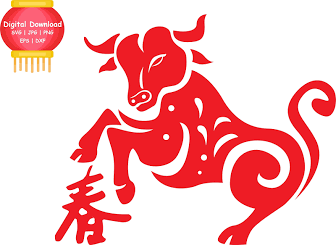 Digital Download
SVG | JPG | PNG
EPS | DXF
春